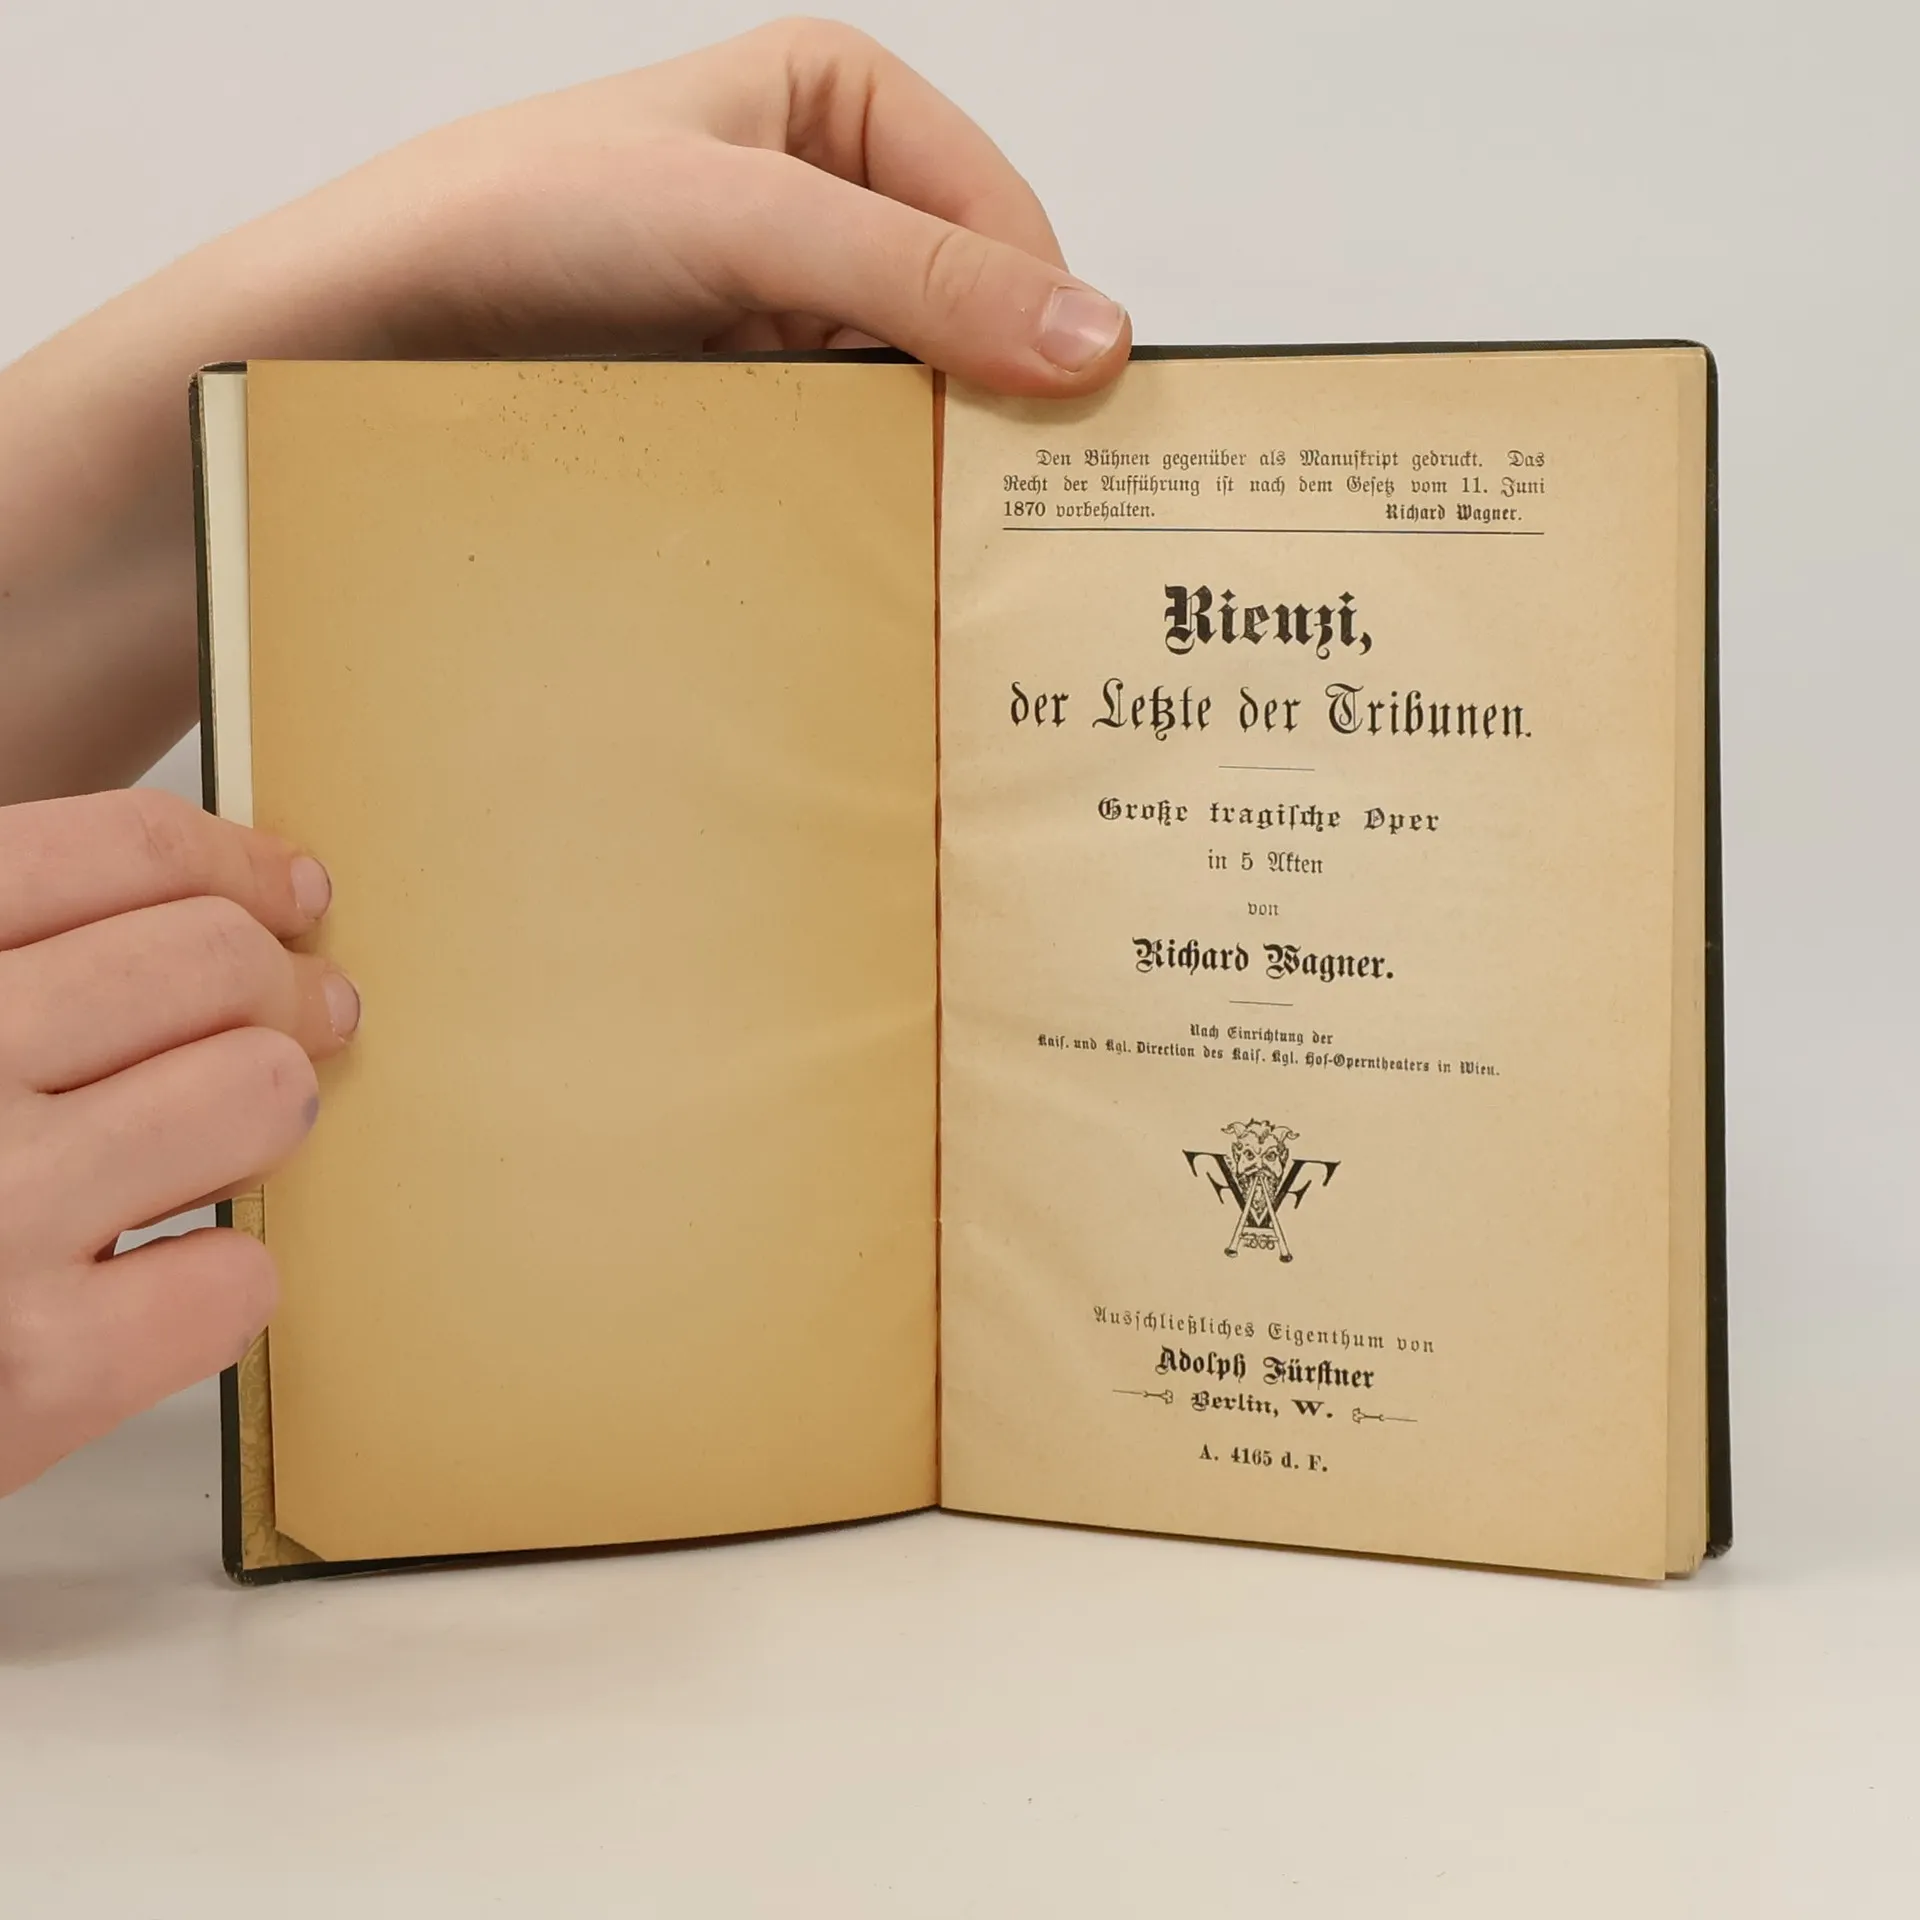 Den Bühnen gegenüber als Manuskript gedruckt. Das
Recht der Aufführung ist nach dem Gesetz vom 11. Juni
1870 vorbehalten. Richard Wagner.
Rienzi,
der Letzte der Tribunen.
Große tragische Oper
in 5 Akten
von
Richard Wagner.
Nach Einrichtung der
Kais. und Kgl. Direction des Kais. Kgl. Hof-Operntheaters in Wien.
Ausschließliches Eigenthum von
Adolph Fürstner
Berlin, W.
A. 4165 d. F.